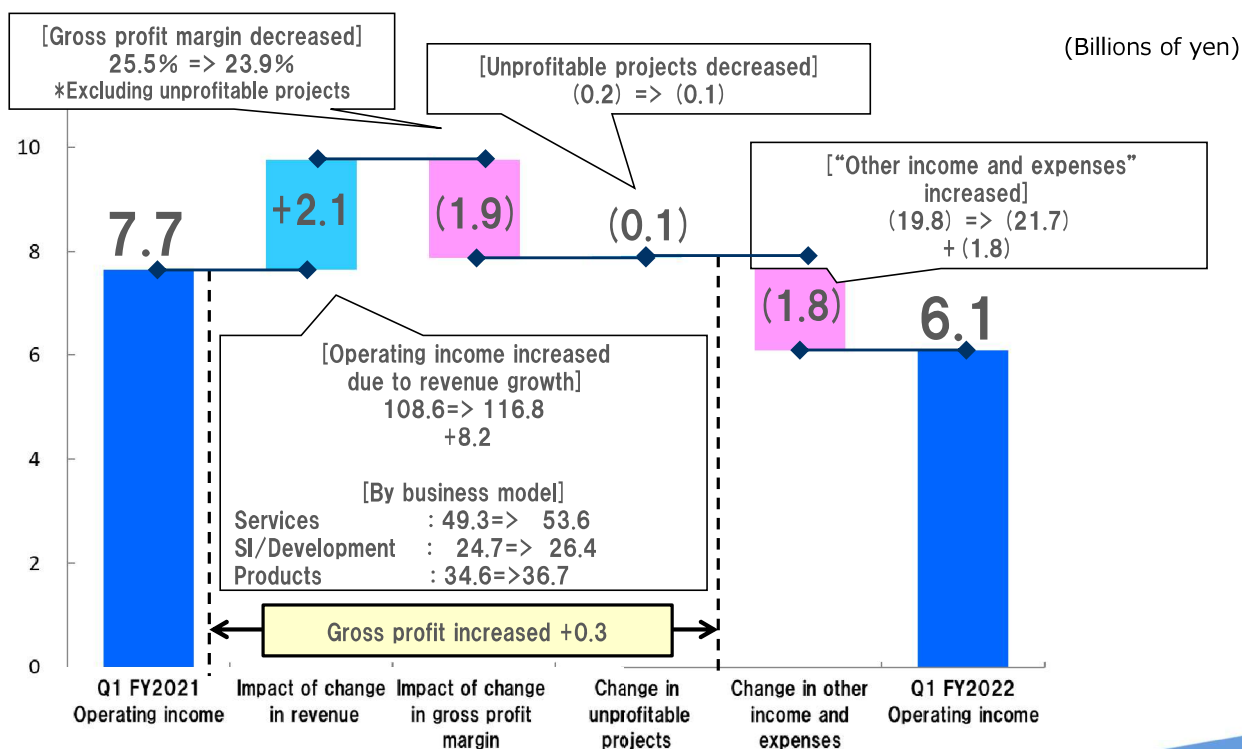 (Billions of yen)
[Gross profit margin decreased]
25.5% => 23.9%
*Excluding unprofitable projects
[Unprofitable projects decreased]
(0.2) => (0.1)
["Other income and expenses"
increased]
(19.8) => (21.7)
+ (1.8)
10
8
6
4
2
0
7.7
+2.1
(1.9)
(0.1)
(1.8)
6.1
[Operating income increased
due to revenue growth]
108.6=> 116.8
+8.2
[By business model]
Services : 49.3=> 53.6
SI/Development : 24.7=> 26.4
Products : 34.6=>36.7
Gross profit increased +0.3
Q1 FY2021
Operating income
Impact of change
in revenue
Impact of change
in gross profit
margin
Change in
unprofitable
projects
Change in other
income and
expenses
Q1 FY2022
Operating income